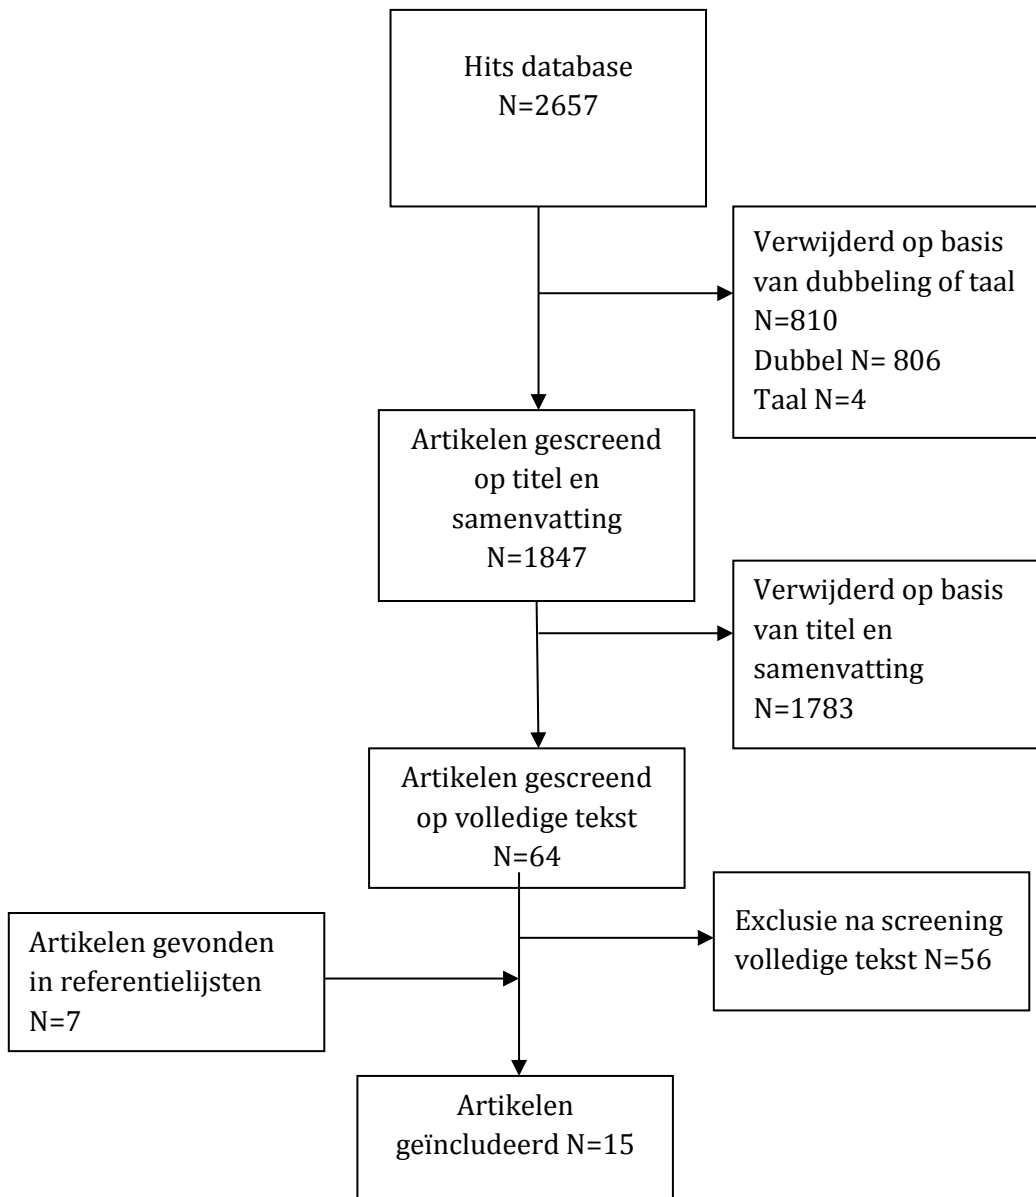 Hits database
N=2657
Verwijderd op basis
van dubbeling of taal
N=810
Dubbel N= 806
Taal N=4
Artikelen gescreend
op titel en
samenvatting
N=1847
Verwijderd op basis
van titel en
samenvatting
N=1783
Artikelen gescreend
op volledige tekst
N=64
Exclusie na screening
volledige tekst N=56
Artikelen gevonden
in referentielijsten
N=7
Artikelen
geïncludeerd N=15